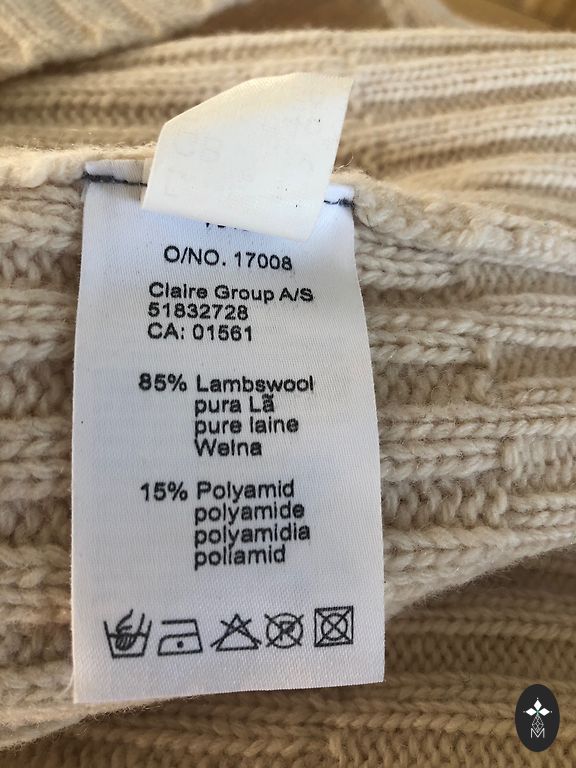 O/NO. 17008
Claire Group A/S
51832728
CA: 01561
85% Lambswool
pura Lã
pure laine
Welna
15% Polyamid
polyamide
polyamidia
poliamid